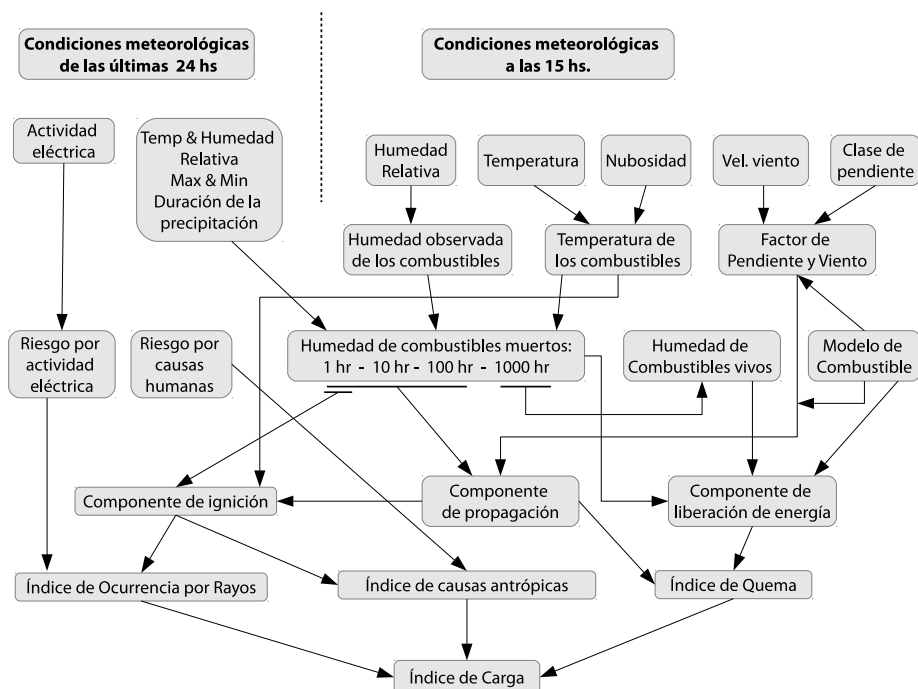 Condiciones meteorológicas
de las últimas 24 hs
Condiciones meteorológicas
a las 15 hs.
Actividad
eléctrica
Temp & Humedad
Relativa
Max & Min
Duración de la
precipitación
Humedad
Relativa
Temperatura
Nubosidad
Vel. viento
Clase de
pendiente
Humedad observada
de los combustibles
Temperatura de
los combustibles
Factor de
Pendiente y Viento
Riesgo por
actividad
eléctrica
Riesgo por
causas
humanas
Humedad de combustibles muertos:
1 hr - 10 hr - 100 hr - 1000 hr
Humedad de
Combustibles vivos
Modelo de
Combustible
Componente de ignición
Componente
de propagación
Componente de
liberación de energía
Índice de Ocurrencia por Rayos
Índice de causas antrópicas
Índice de Quema
Índice de Carga